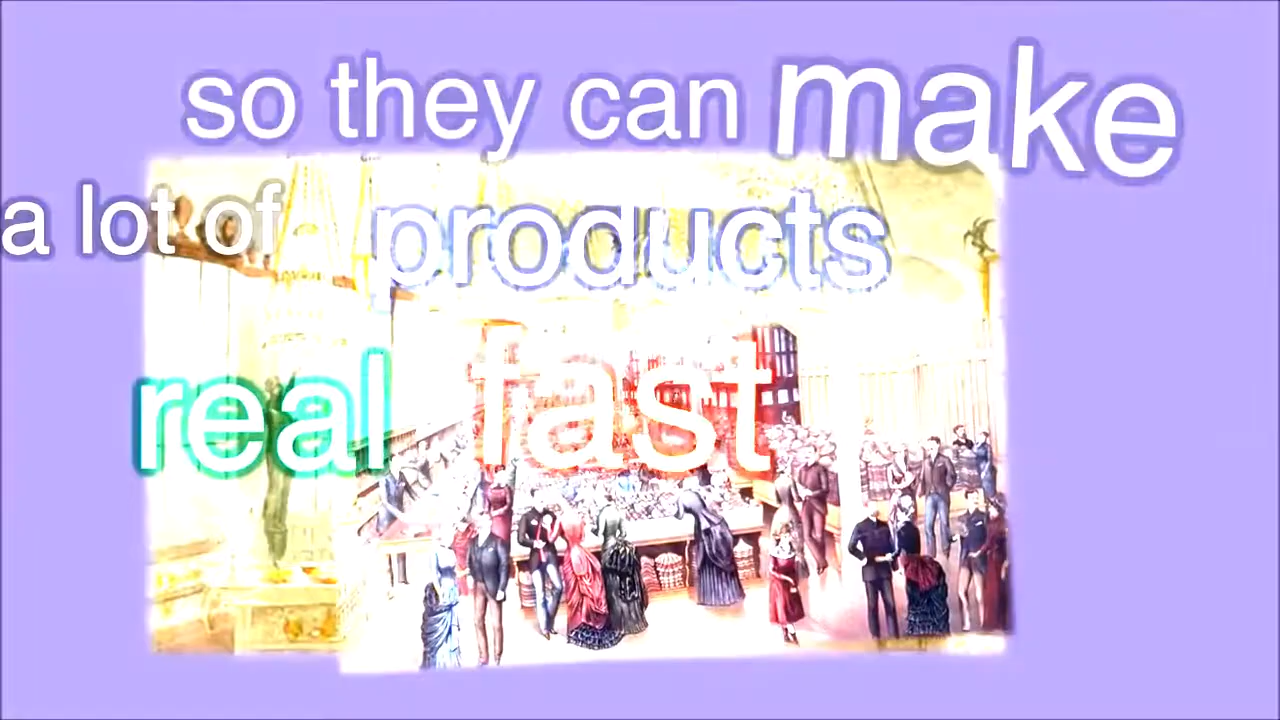 so they can make
a lot of products
real fast